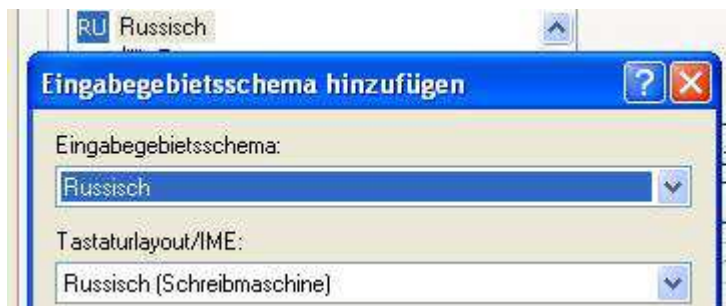 RU Russisch
Eingabegebietsschema hinzufügen
Eingabegebietsschema:
Russisch
Tastaturlayout/IME:
Russisch (Schreibmaschine)